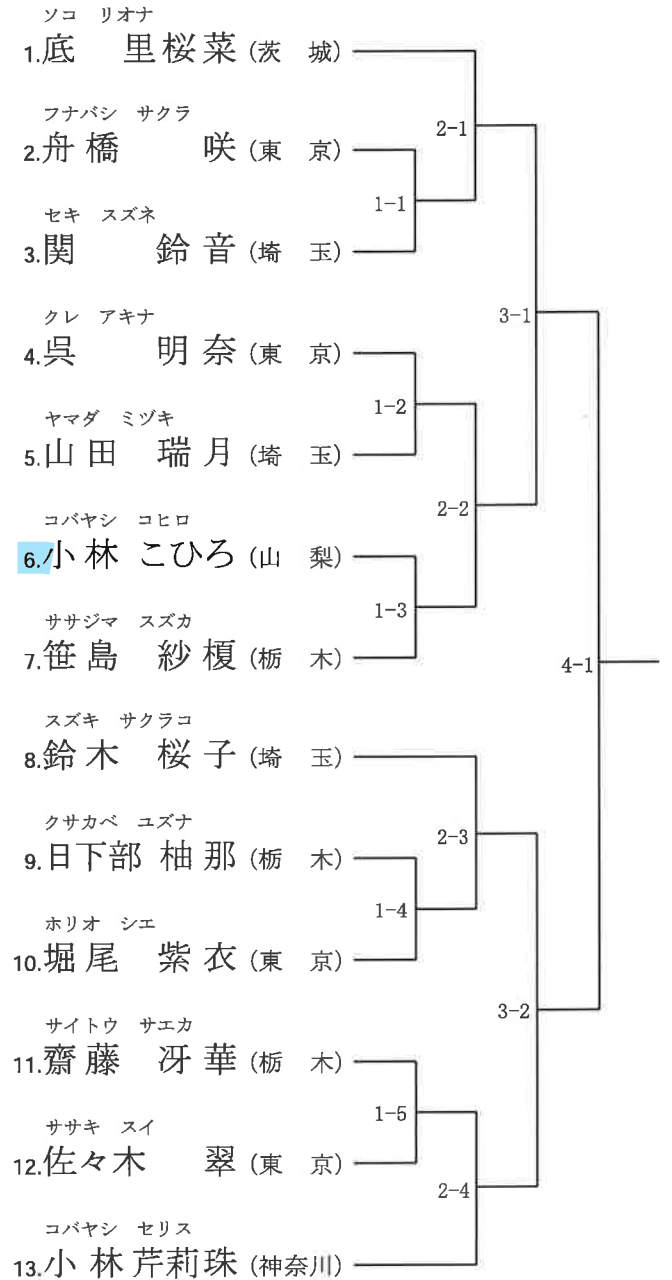 ソコ リオナ
1.底 里桜菜 (茨 城)
2-1
フナバシ サクラ
2.舟橋 咲 (東 京)
1-1
セキ スズネ
3.関 鈴音 (埼 玉)
3-1
クレ アキナ
4.呉 明奈 (東 京)
1-2
ヤマダ ミヅキ
5.山田 瑞月 (埼 玉)
2-2
コバヤシ コヒロ
6.小林 こひろ (山 梨)
1-3
ササジマ スズカ
7.笹島 紗榎 (栃 木)
4-1
スズキ サクラコ
8.鈴木 桜子 (埼 玉)
2-3
クサカベ ユズナ
9.日下部 柚那 (栃 木)
1-4
ホリオ シエ
10.堀尾 紫衣 (東 京)
3-2
サイトウ サエカ
11.齋藤 冴華 (栃 木)
1-5
ササキ スイ
12.佐々木 翠 (東 京)
2-4
コバヤシ セリス
13.小林芹莉珠 (神奈川)